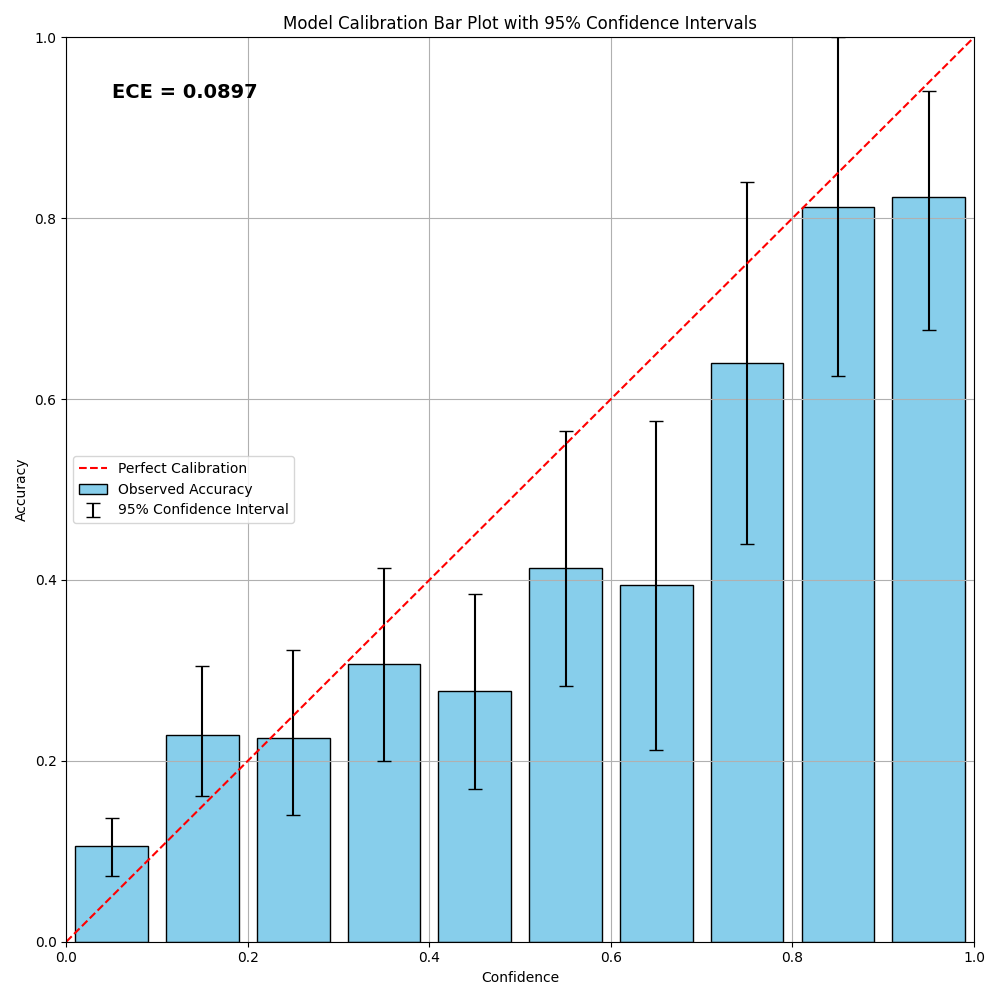 Model Calibration Bar Plot with 95% Confidence Intervals
ECE = 0.0897
Accuracy
1.0
0.8
0.6
0.4
0.2
0.0
Perfect Calibration
Observed Accuracy
95% Confidence Interval
0.0 0.2 0.4 0.6 0.8 1.0
Confidence